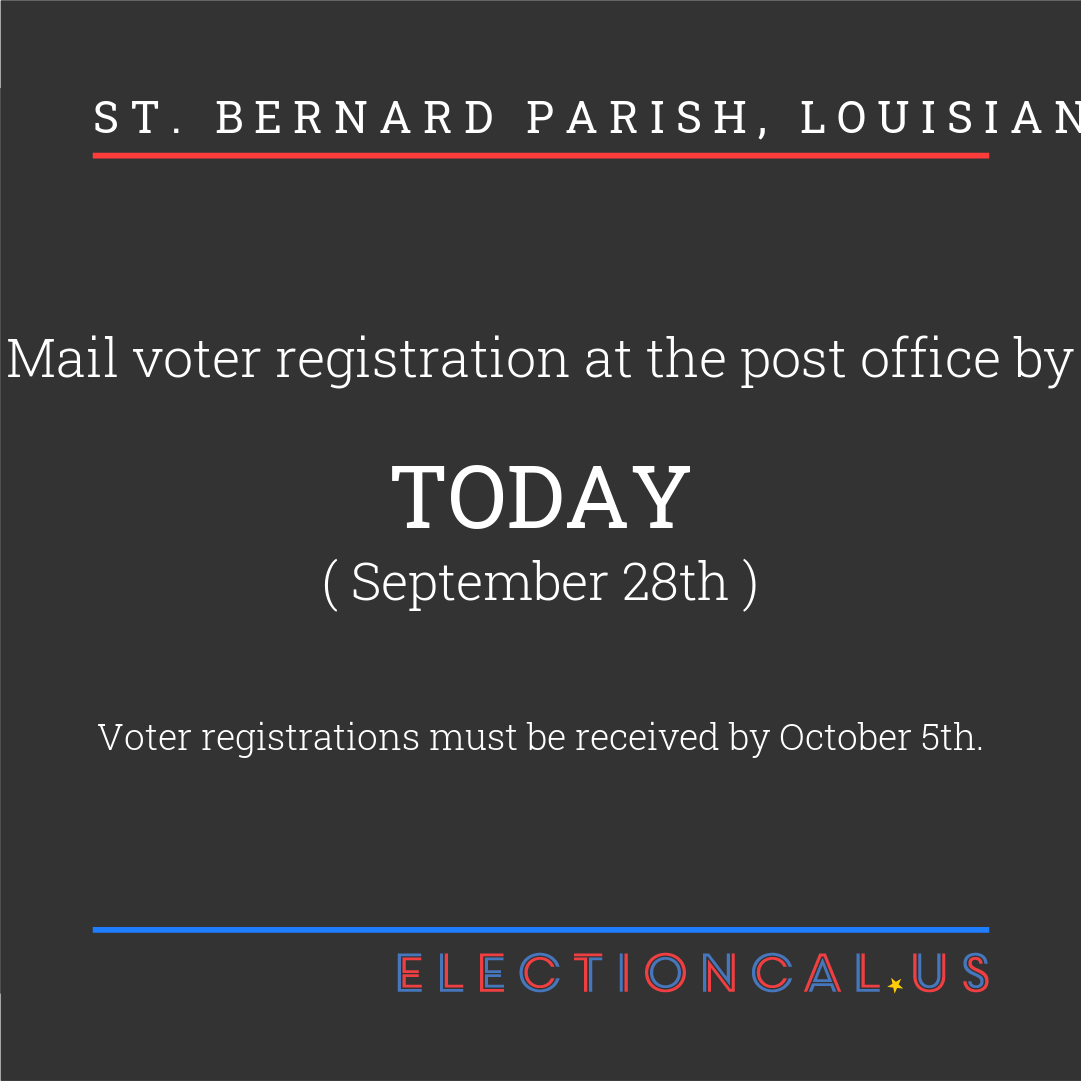 ST. BERNARD PARISH, LOUISIAN
Mail voter registration at the post office by
TODAY
( September 28th )
Voter registrations must be received by October 5th.
ELECTIONCAL.US